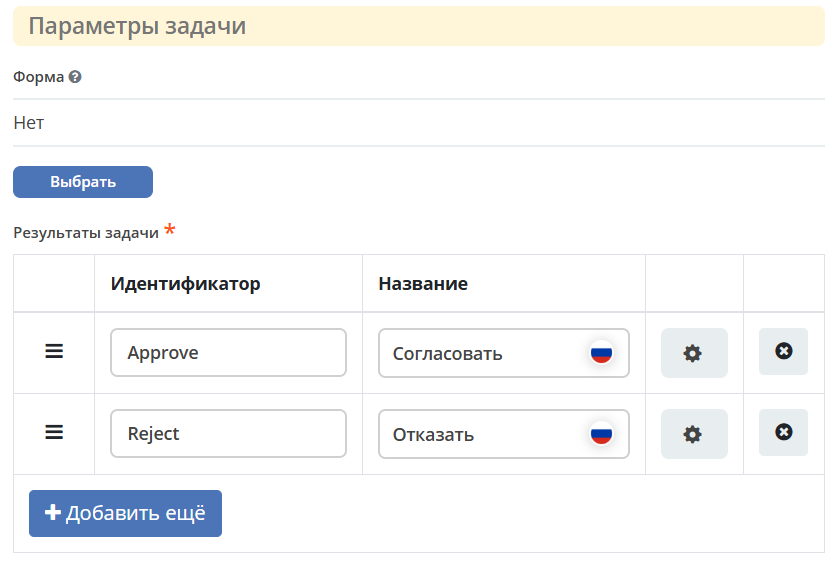 Параметры задачи
Форма
Нет
Выбрать
Результаты задачи *
Идентификатор Название
Approve Согласовать
Reject Отказать
Добавить ещё